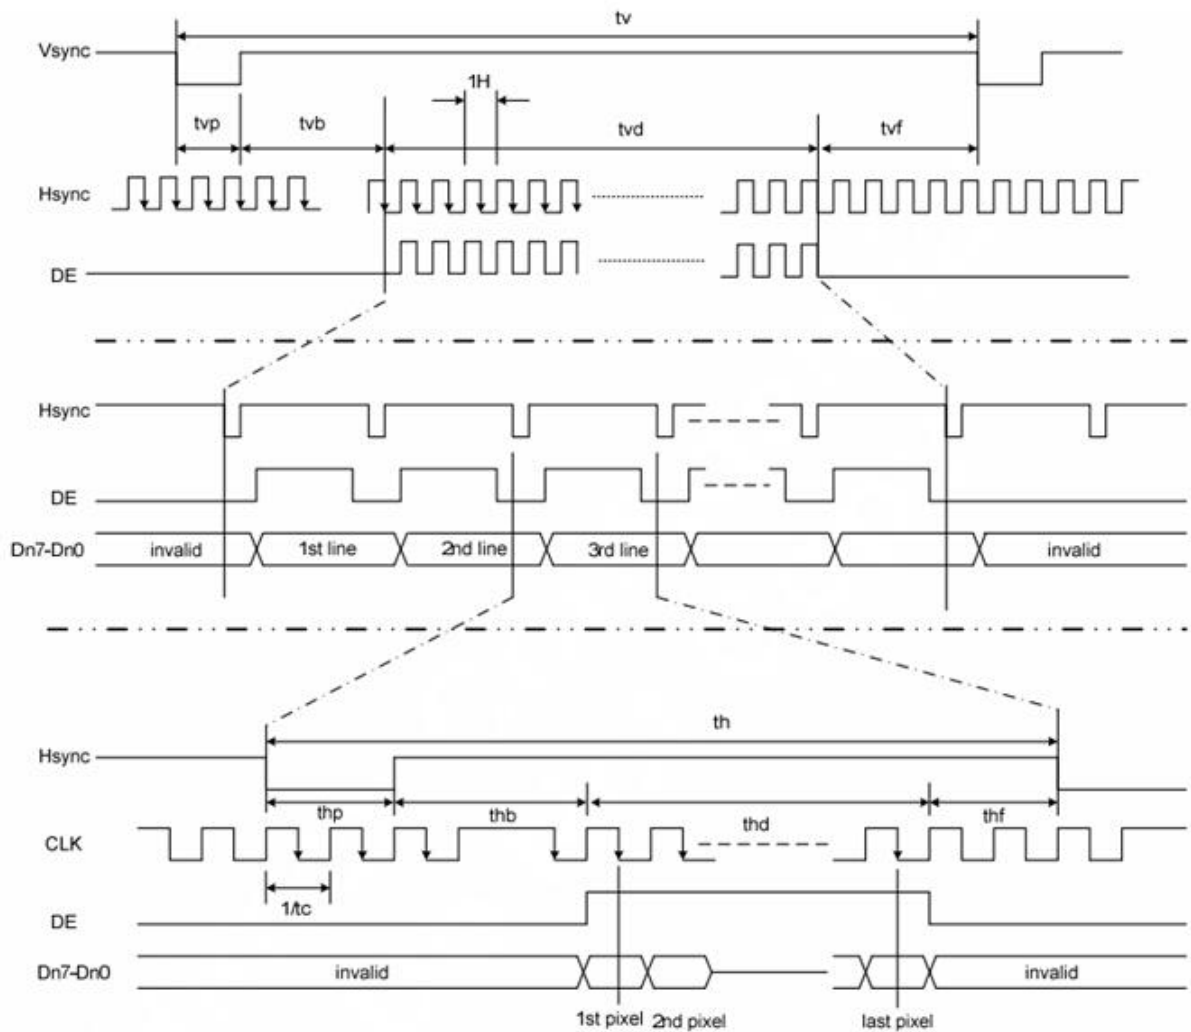 tv
Vsync
1H
tvp
tvb
tvd
tvf
Hsync
DE
Hsync
DE
Dn7-Dn0
invalid
1st line
2nd line
3rd line
invalid
th
Hsync
thp
thb
thd
thf
CLK
1/tc
DE
Dn7-Dn0
invalid
invalid
1st pixel
2nd pixel
last pixel